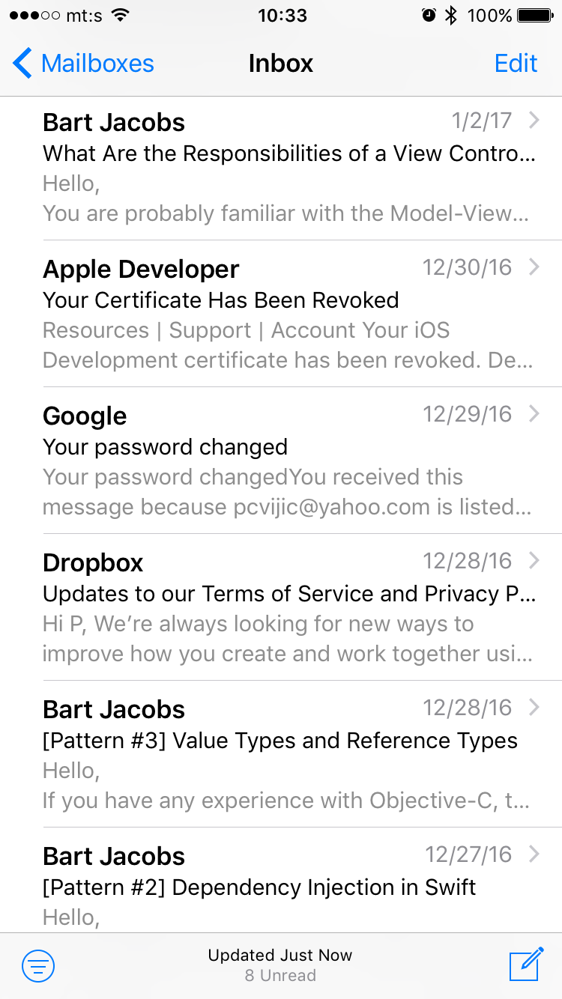 mt:s 10:33 100%
Mailboxes Inbox Edit
Bart Jacobs 1/2/17
What Are the Responsibilities of a View Contro...
Hello,
You are probably familiar with the Model-View...
Apple Developer 12/30/16
Your Certificate Has Been Revoked
Resources | Support | Account Your iOS
Development certificate has been revoked. De...
Google 12/29/16
Your password changed
Your password changedYou received this
message because pcvijic@yahoo.com is listed...
Dropbox 12/28/16
Updates to our Terms of Service and Privacy P...
Hi P, We’re always looking for new ways to
improve how you create and work together usi...
Bart Jacobs 12/28/16
[Pattern #3] Value Types and Reference Types
Hello,
If you have any experience with Objective-C, t...
Bart Jacobs 12/27/16
[Pattern #2] Dependency Injection in Swift
Hello,
Updated Just Now
8 Unread